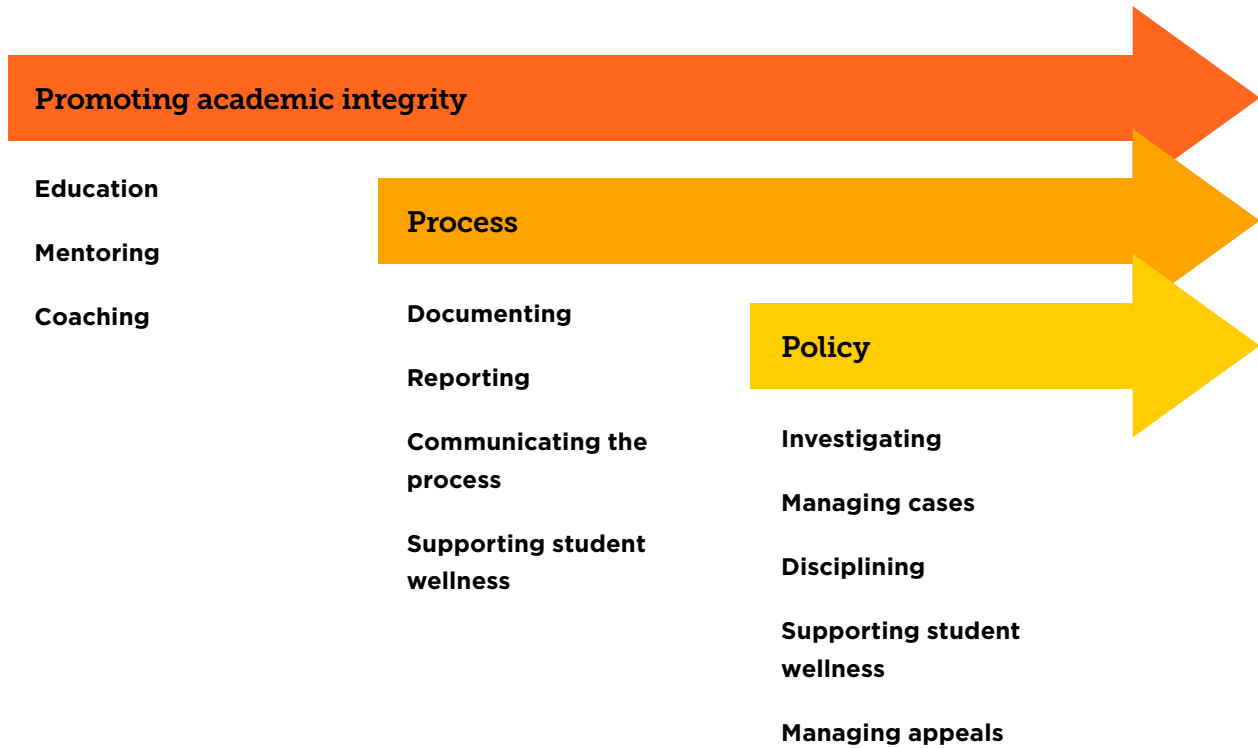 Promoting academic integrity
Education
Mentoring
Coaching
Process
Documenting
Reporting
Communicating the
process
Supporting student
wellness
Policy
Investigating
Managing cases
Disciplining
Supporting student
wellness
Managing appeals